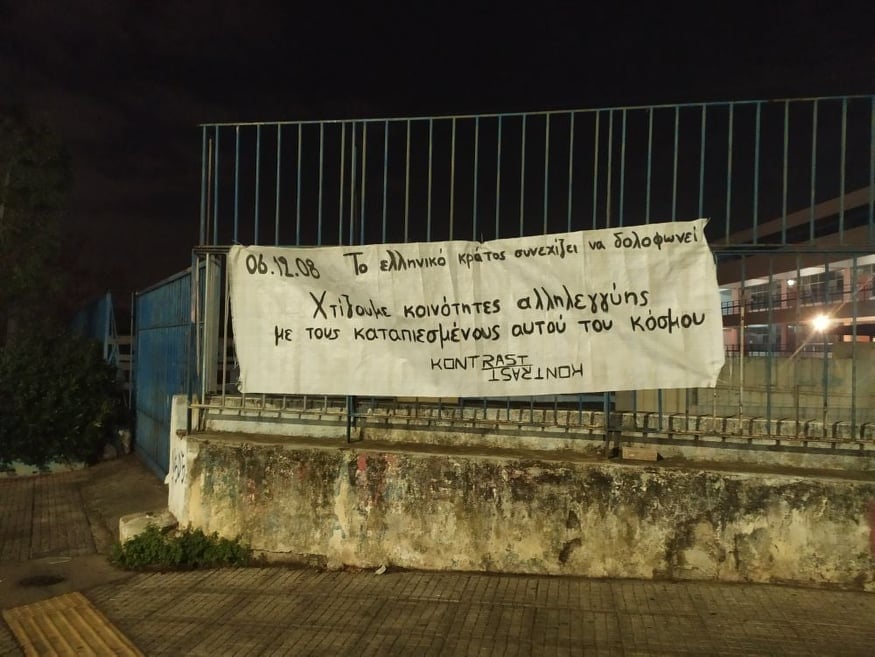 06.12.08 Το ελληνικό κράτος συνεχίζει να δολοφωνεί
Χτίζουμε κοινότητες αλληλεγγύης
με τους καταπιεσμένους αυτού του κόσμου
KONTRAST
KONTRAST